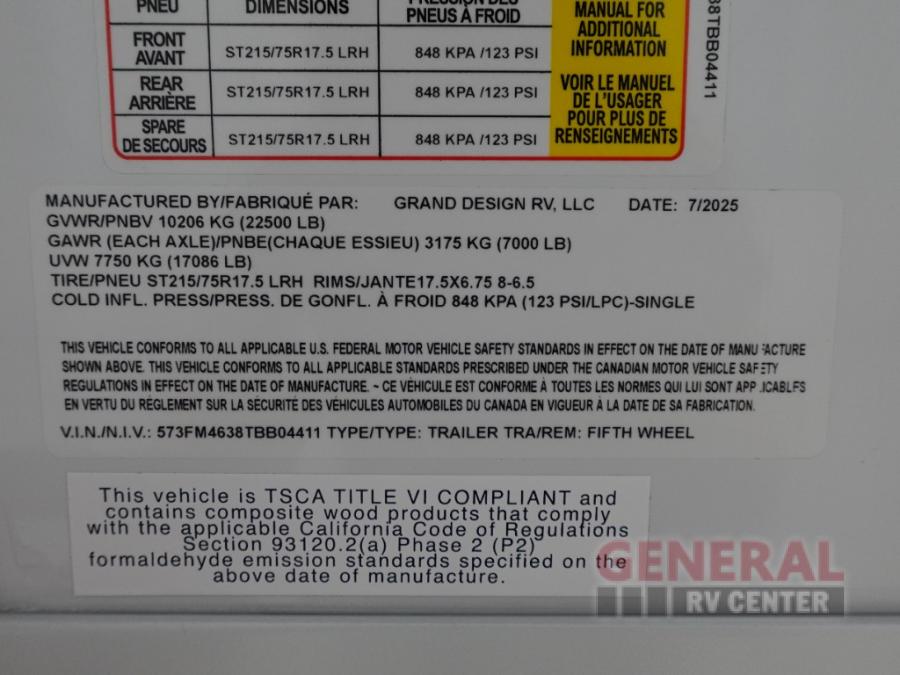 PNEU DIMENSIONS PRESSION DES
PNEUS À FROID
MANUAL FOR
ADDITIONAL
INFORMATION
FRONT
AVANT ST215/75R17.5 LRH 848 KPA /123 PSI
REAR
ARRIÈRE ST215/75R17.5 LRH 848 KPA /123 PSI
SPARE
DE SECOURS ST215/75R17.5 LRH 848 KPA /123 PSI
VOIR LE MANUEL
DE L'USAGER
POUR PLUS DE
RENSEIGNEMENTS
38TBB04411
MANUFACTURED BY/FABRIQUÉ PAR: GRAND DESIGN RV, LLC DATE: 7/2025
GVWR/PNBV 10206 KG (22500 LB)
GAWR (EACH AXLE)/PNBE(CHAQUE ESSIEU) 3175 KG (7000 LB)
UVW 7750 KG (17086 LB)
TIRE/PNEU ST215/75R17.5 LRH RIMS/JANTE17.5X6.75 8-6.5
COLD INFL. PRESS/PRESS. DE GONFL. À FROID 848 KPA (123 PSI/LPC)-SINGLE
THIS VEHICLE CONFORMS TO ALL APPLICABLE U.S. FEDERAL MOTOR VEHICLE SAFETY STANDARDS IN EFFECT ON THE DATE OF MANUFACTURE
SHOWN ABOVE. THIS VEHICLE CONFORMS TO ALL APPLICABLE STANDARDS PRESCRIBED UNDER THE CANADIAN MOTOR VEHICLE SAFETY
REGULATIONS IN EFFECT ON THE DATE OF MANUFACTURE. ~ CE VÉHICULE EST CONFORME À TOUTES LES NORMES QUI LUI SONT APPLICABLES
EN VERTU DU RÈGLEMENT SUR LA SÉCURITÉ DES VÉHICULES AUTOMOBILES DU CANADA EN VIGUEUR À LA DATE DE SA FABRICATION.
V.I.N./N.I.V.: 573FM4638TBB04411 TYPE/TYPE: TRAILER TRA/REM: FIFTH WHEEL
This vehicle is TSCA TITLE VI COMPLIANT and
contains composite wood products that comply
with the applicable California Code of Regulations
Section 93120.2(a) Phase 2 (P2)
formaldehyde emission standards specified on the
above date of manufacture.
GENERAL
RV CENTER